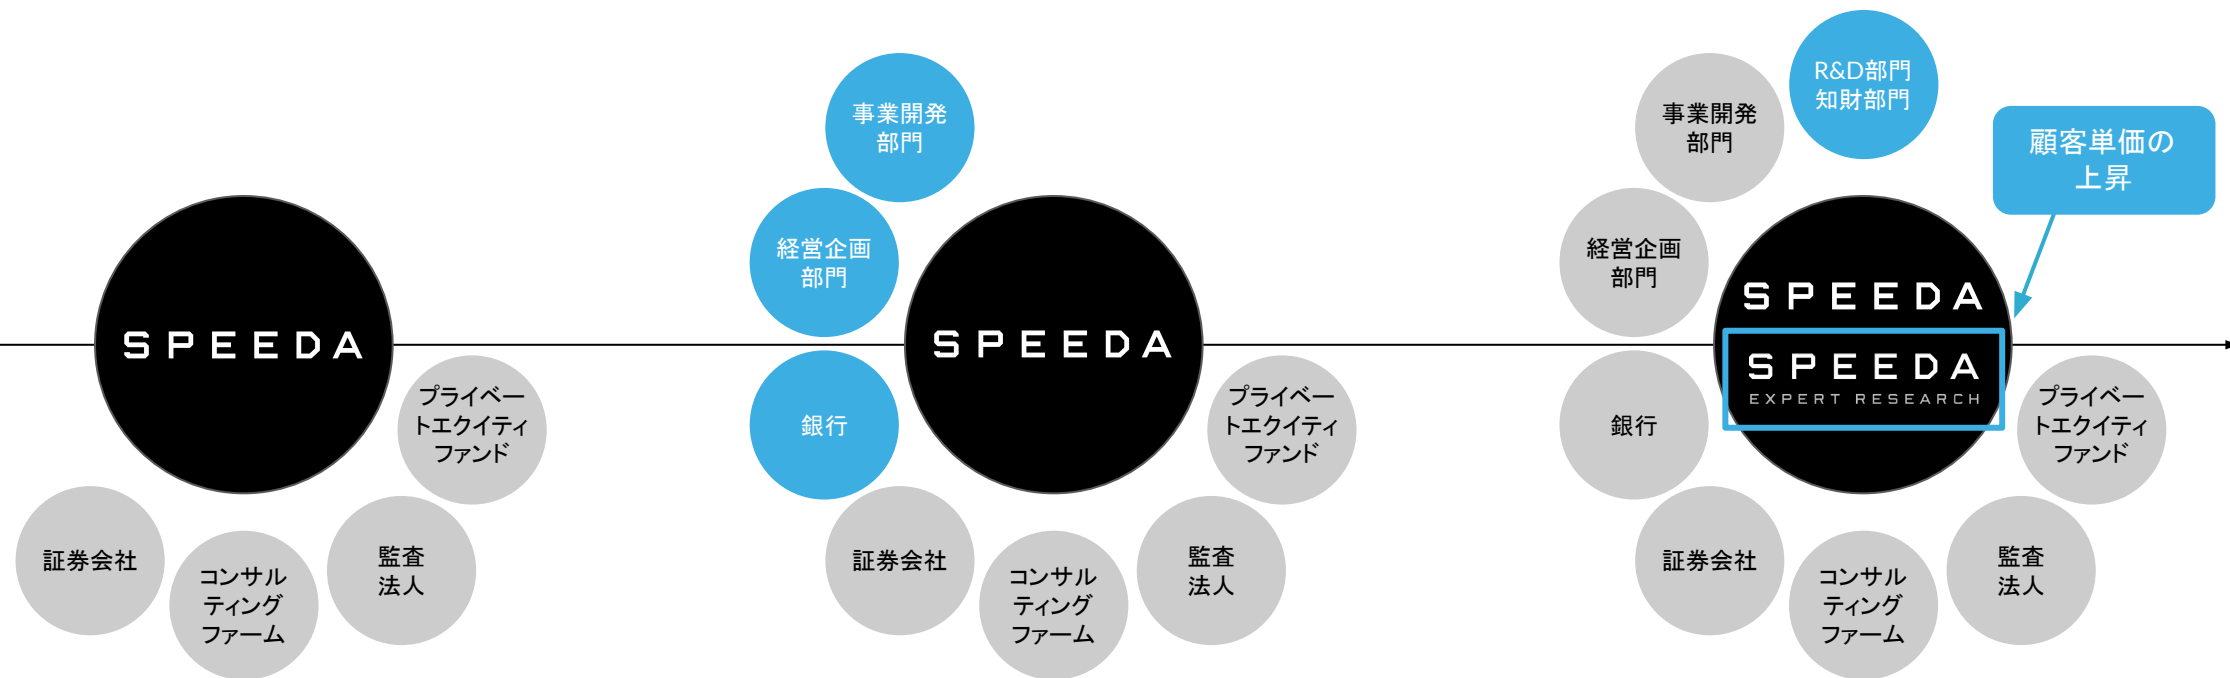 SPEEDA
プライベー
トエクイティ
ファンド
証券会社
コンサル
ティング
ファーム
監査
法人
事業開発
部門
経営企画
部門
SPEEDA
銀行
プライベー
トエクイティ
ファンド
証券会社
コンサル
ティング
ファーム
監査
法人
R&D部門
知財部門
事業開発
部門
顧客単価の
上昇
経営企画
部門
SPEEDA
SPEEDA
EXPERT RESEARCH
銀行
プライベー
トエクイティ
ファンド
証券会社
コンサル
ティング
ファーム
監査
法人